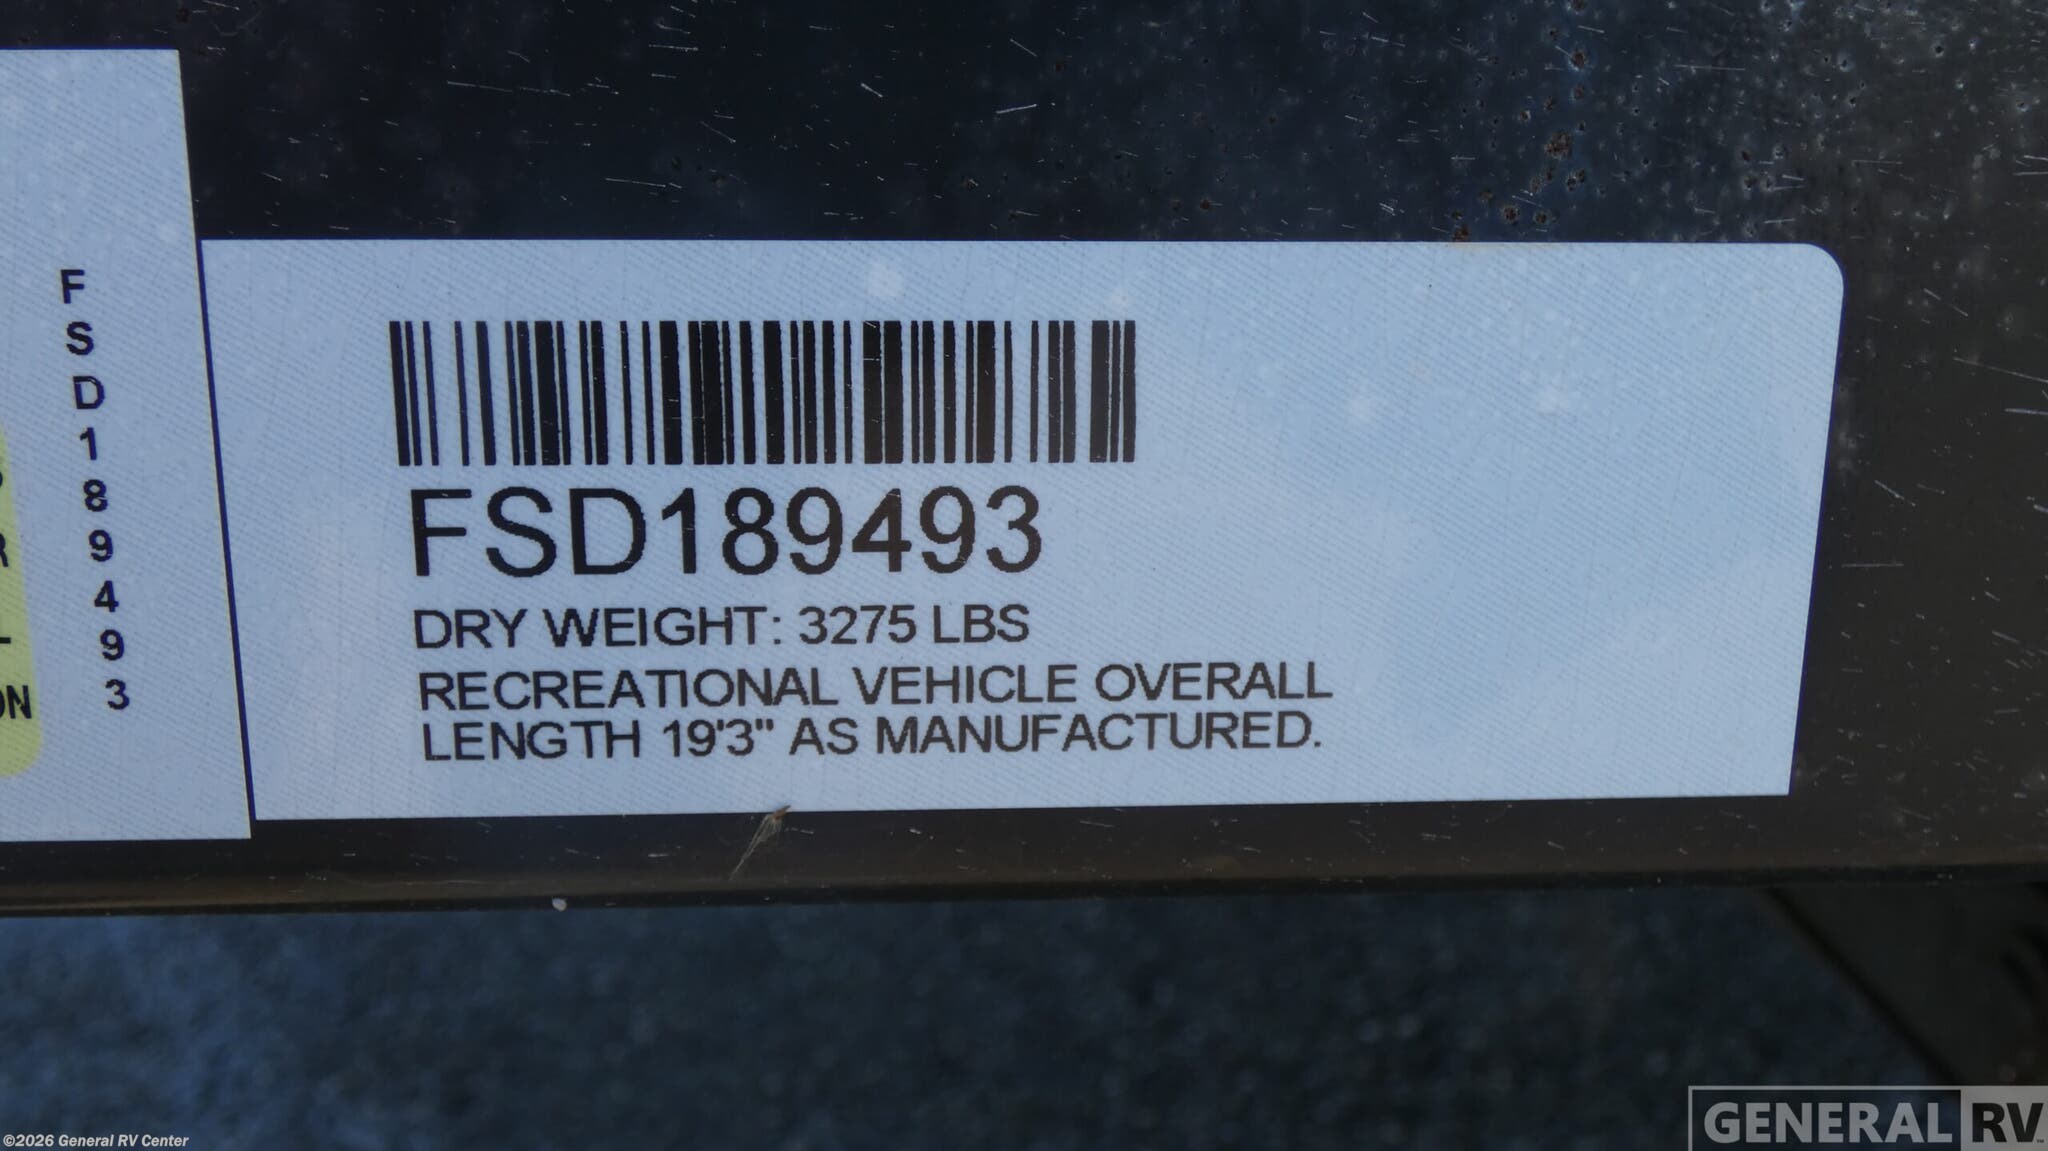 F
S
D
1
8
9
4
9
3
ON
FSD189493
DRY WEIGHT: 3275 LBS
RECREATIONAL VEHICLE OVERALL
LENGTH 19'3" AS MANUFACTURED.
©2026 General RV Center
GENERAL RV